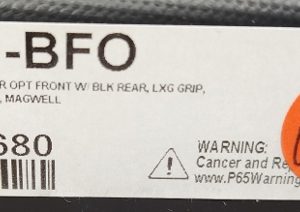 -BFO
R OPT FRONT W/ BLK REAR, LXG GRIP,
, MAGWELL
680
WARNING:
Cancer and Re
www.P65Warning